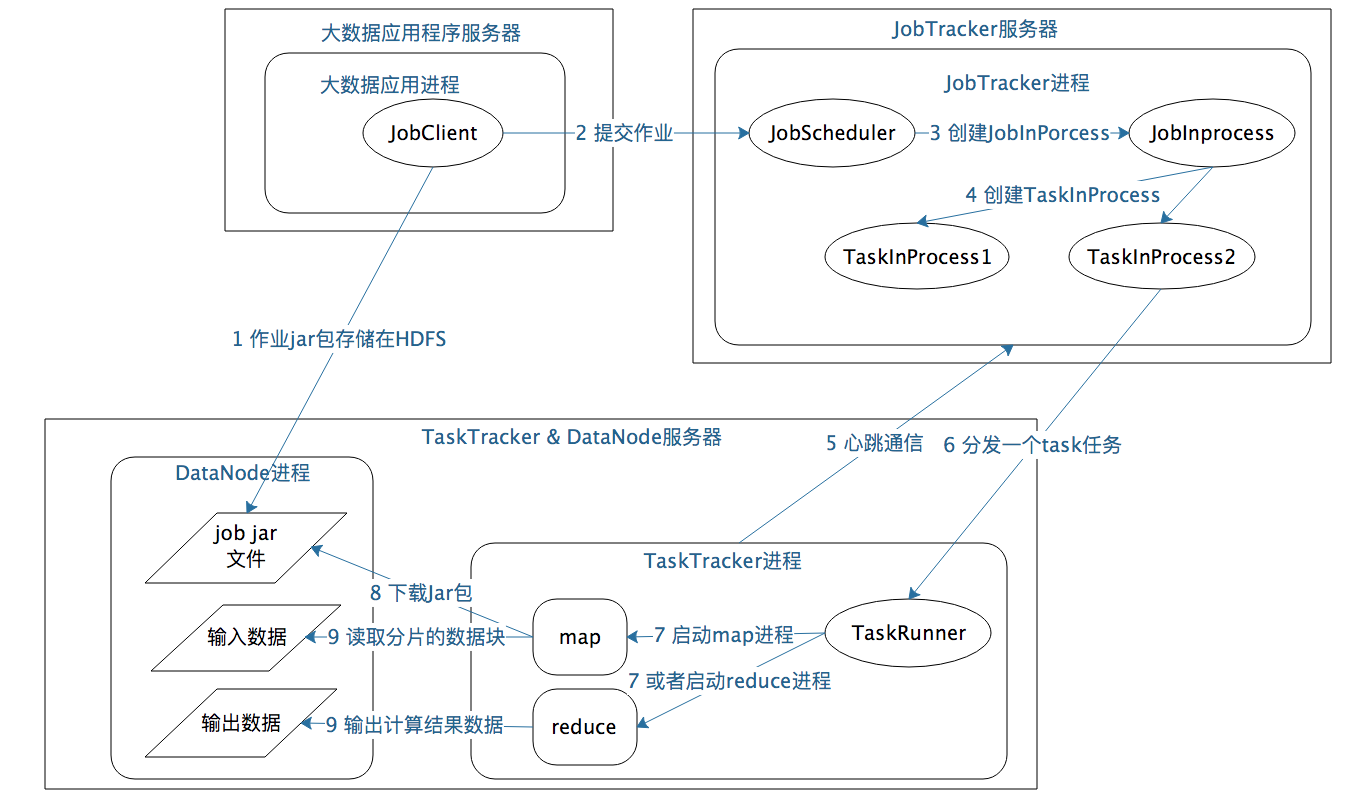 大数据应用程序服务器
大数据应用进程
JobClient
2 提交作业
JobTracker服务器
JobTracker进程
JobScheduler
3 创建JobInPorcess
JobInprocess
4 创建TaskInProcess
TaskInProcess1
TaskInProcess2
1 作业jar包存储在HDFS
5 心跳通信
6 分发一个task任务
TaskTracker & DataNode服务器
DataNode进程
job jar
文件
输入数据
输出数据
TaskTracker进程
8 下载Jar包
9 读取分片的数据块
map
7 启动map进程
TaskRunner
7 或者启动reduce进程
9 输出计算结果数据
reduce